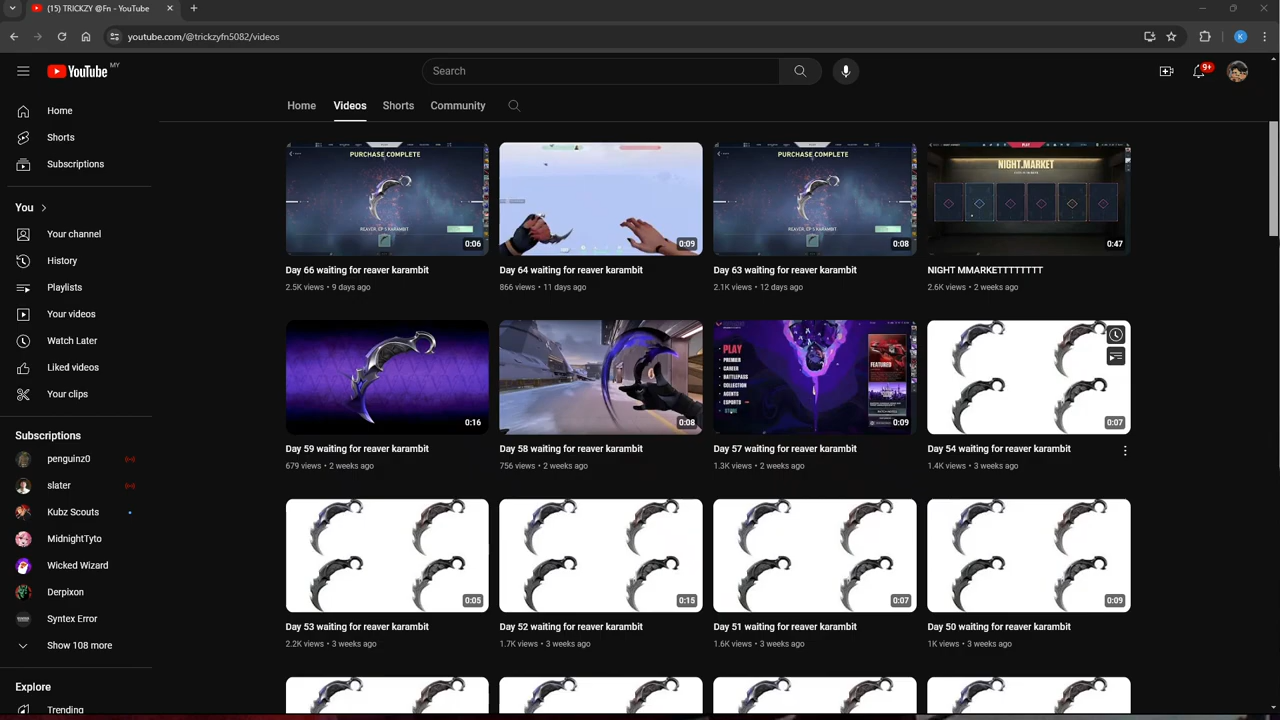 (15) TRICKZY @Fn - YouTube
youtube.com/@trickzyfn5082/videos
K
YouTube MY
Search
9+
Home
Shorts
Subscriptions
You
Your channel
History
Playlists
Your videos
Watch Later
Liked videos
Your clips
Subscriptions
penguinz0
slater
Kubz Scouts
MidnightTyto
Wicked Wizard
Derpixon
Syntex Error
Show 108 more
Explore
Trending
Home Videos Shorts Community
PURCHASE COMPLETE
REAVER, EP 5 KARAMBIT
0:06
Day 66 waiting for reaver karambit
2.5K views • 9 days ago
0:09
Day 64 waiting for reaver karambit
866 views • 11 days ago
PURCHASE COMPLETE
REAVER, EP 5 KARAMBIT
0:08
Day 63 waiting for reaver karambit
2.1K views • 12 days ago
PLAY
NIGHT.MARKET
0:47
NIGHT MMARKETTTTTTTT
2.6K views • 2 weeks ago
0:16
Day 59 waiting for reaver karambit
679 views • 2 weeks ago
0:08
Day 58 waiting for reaver karambit
756 views • 2 weeks ago
PLAY
PREMIER
CAREER
BATTLEPASS
COLLECTION
AGENTS
ESPORTS
STORE
FEATURED
0:09
Day 57 waiting for reaver karambit
1.3K views • 2 weeks ago
0:07
Day 54 waiting for reaver karambit
1.4K views • 3 weeks ago
0:05
Day 53 waiting for reaver karambit
2.2K views • 3 weeks ago
0:15
Day 52 waiting for reaver karambit
1.7K views • 3 weeks ago
0:07
Day 51 waiting for reaver karambit
1.6K views • 3 weeks ago
0:09
Day 50 waiting for reaver karambit
1K views • 3 weeks ago